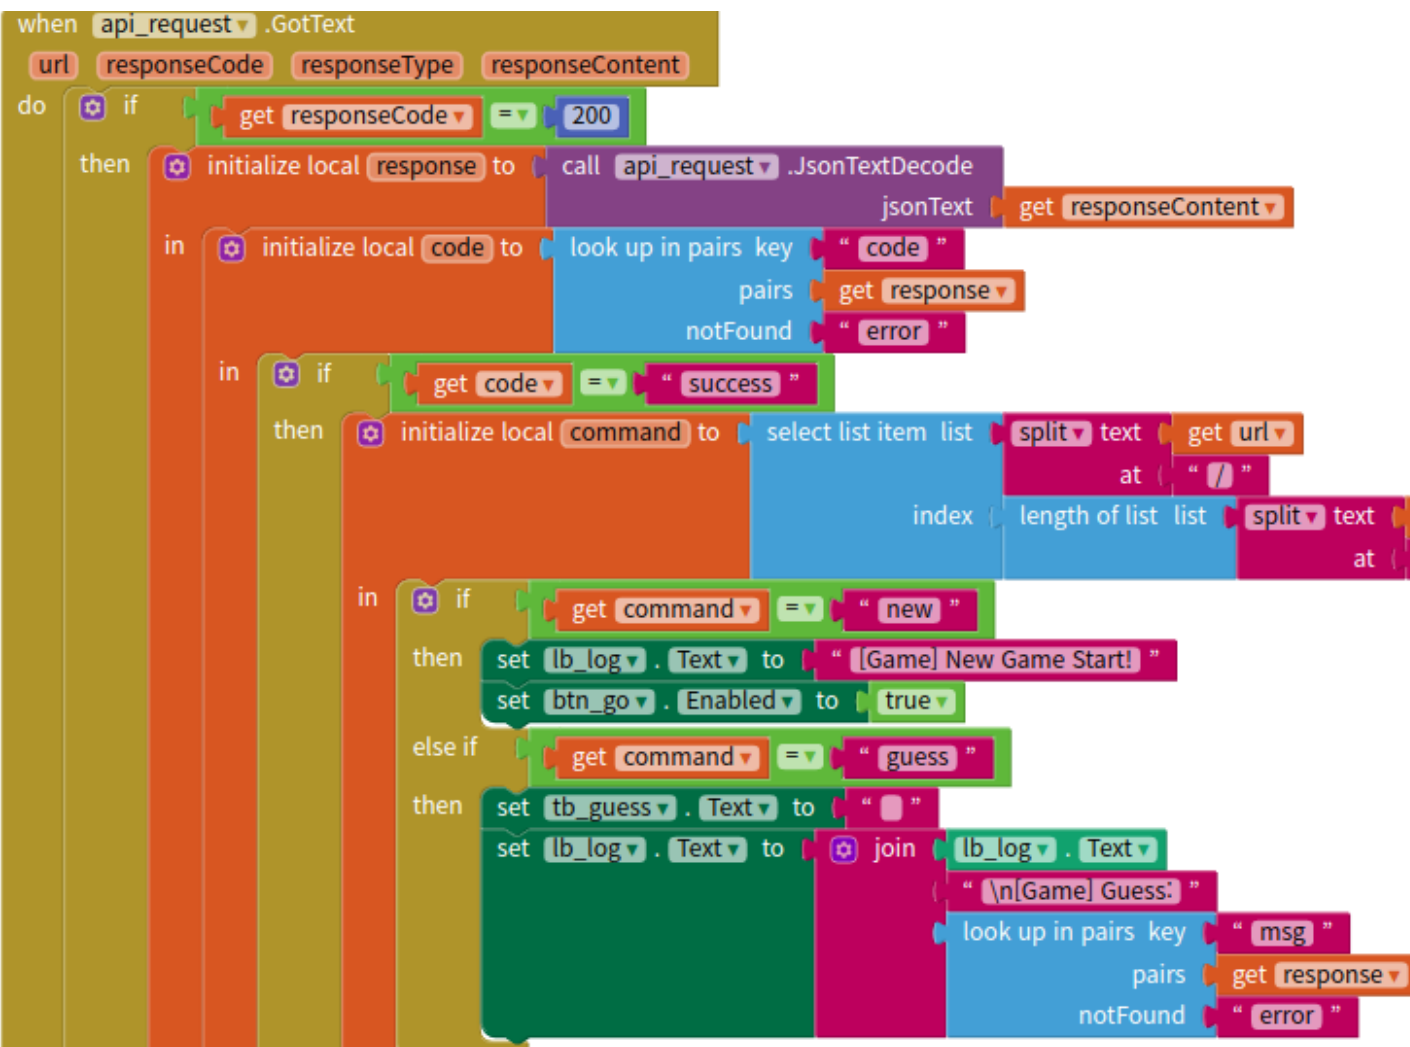 when api_request .GotText
url responseCode responseType responseContent
do if get responseCode = 200
then initialize local response to call api_request .JsonTextDecode
jsonText get responseContent
in initialize local code to look up in pairs key " code "
pairs get response
notFound " error "
in if get code = " success "
then initialize local command to select list item list split text get url
at " / "
index length of list list split text
at
in if get command = " new "
then set lb_log . Text to " [Game] New Game Start! "
set btn_go . Enabled to true
else if get command = " guess "
then set tb_guess . Text to " "
set lb_log . Text to join lb_log . Text
" \n[Game] Guess: "
look up in pairs key " msg "
pairs get response
notFound " error "